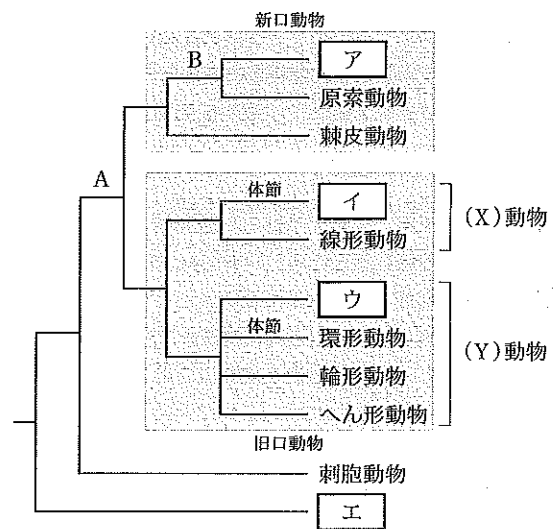 新口動物
B
ア
原索動物
棘皮動物
A
体節
イ
線形動物
(X)動物
ウ
体節
環形動物
輪形動物
へん形動物
(Y)動物
旧口動物
刺胞動物
エ